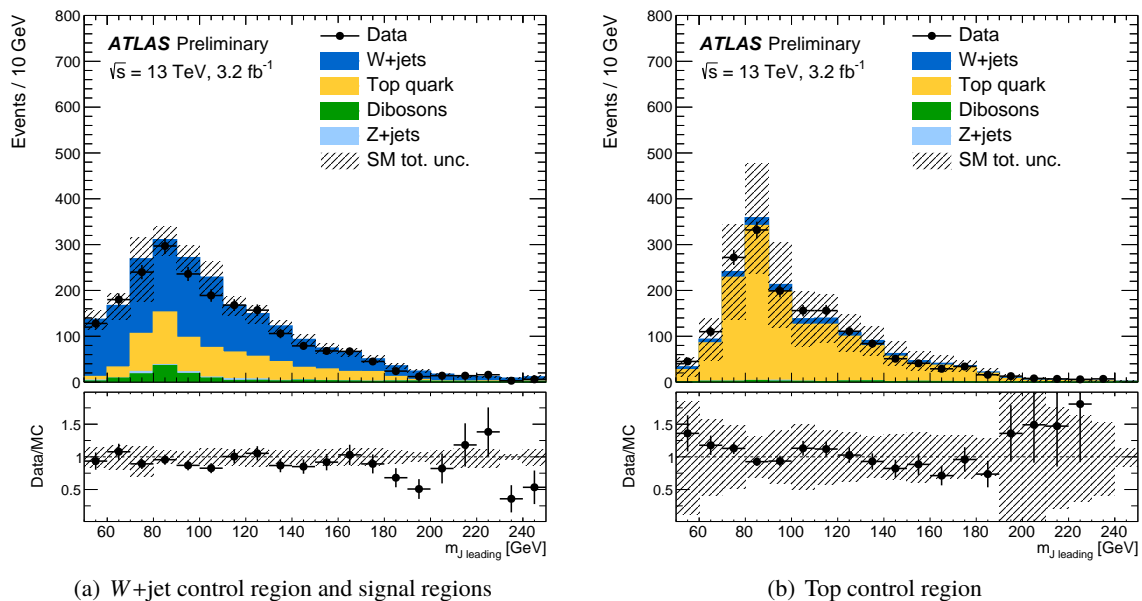 Events / 10 GeV
800
700
600
500
400
300
200
100
0
ATLAS Preliminary
√s = 13 TeV, 3.2 fb⁻¹
Data
W+jets
Top quark
Dibosons
Z+jets
SM tot. unc.
Data/MC
1.5
1
0.5
60 80 100 120 140 160 180 200 220 240
m_J leading [GeV]
(a) W+jet control region and signal regions
Events / 10 GeV
800
700
600
500
400
300
200
100
0
ATLAS Preliminary
√s = 13 TeV, 3.2 fb⁻¹
Data
W+jets
Top quark
Dibosons
Z+jets
SM tot. unc.
Data/MC
1.5
1
0.5
60 80 100 120 140 160 180 200 220 240
m_J leading [GeV]
(b) Top control region